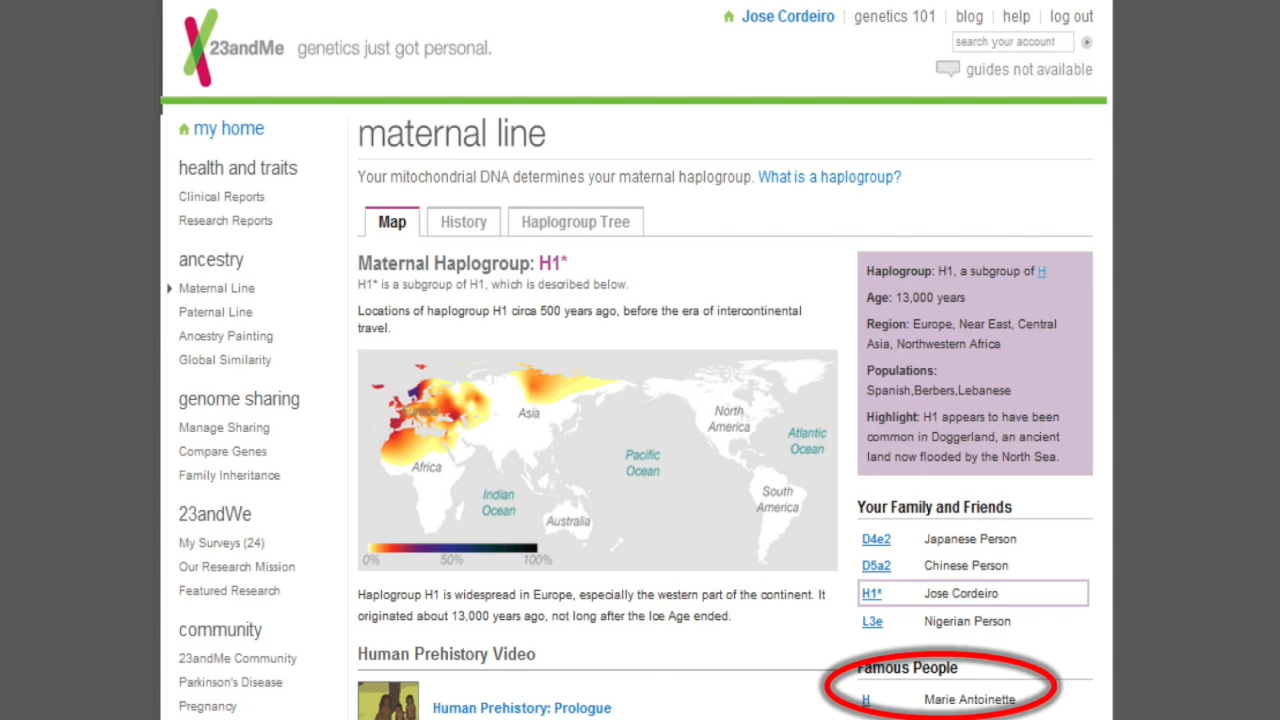 23andMe genetics just got personal.
Jose Cordeiro | genetics 101 | blog | help | log out
search your account
guides not available
my home
health and traits
Clinical Reports
Research Reports
ancestry
Maternal Line
Paternal Line
Ancestry Painting
Global Similarity
genome sharing
Manage Sharing
Compare Genes
Family Inheritance
23andWe
My Surveys (24)
Our Research Mission
Featured Research
community
23andMe Community
Parkinson's Disease
Pregnancy
maternal line
Your mitochondrial DNA determines your maternal haplogroup. What is a haplogroup?
Map
History
Haplogroup Tree
Maternal Haplogroup: H1*
H1* is a subgroup of H1, which is described below.
Locations of haplogroup H1 circa 500 years ago, before the era of intercontinental
travel.
Europe
Asia
Africa
Indian
Ocean
Australia
Pacific
Ocean
North
America
Atlantic
Ocean
South
America
0% 50% 100%
Haplogroup H1 is widespread in Europe, especially the western part of the continent. It
originated about 13,000 years ago, not long after the Ice Age ended.
Human Prehistory Video
Human Prehistory: Prologue
Haplogroup: H1, a subgroup of H
Age: 13,000 years
Region: Europe, Near East, Central
Asia, Northwestern Africa
Populations:
Spanish,Berbers,Lebanese
Highlight: H1 appears to have been
common in Doggerland, an ancient
land now flooded by the North Sea.
Your Family and Friends
D4e2 Japanese Person
D5a2 Chinese Person
H1* Jose Cordeiro
L3e Nigerian Person
Famous People
H Marie Antoinette